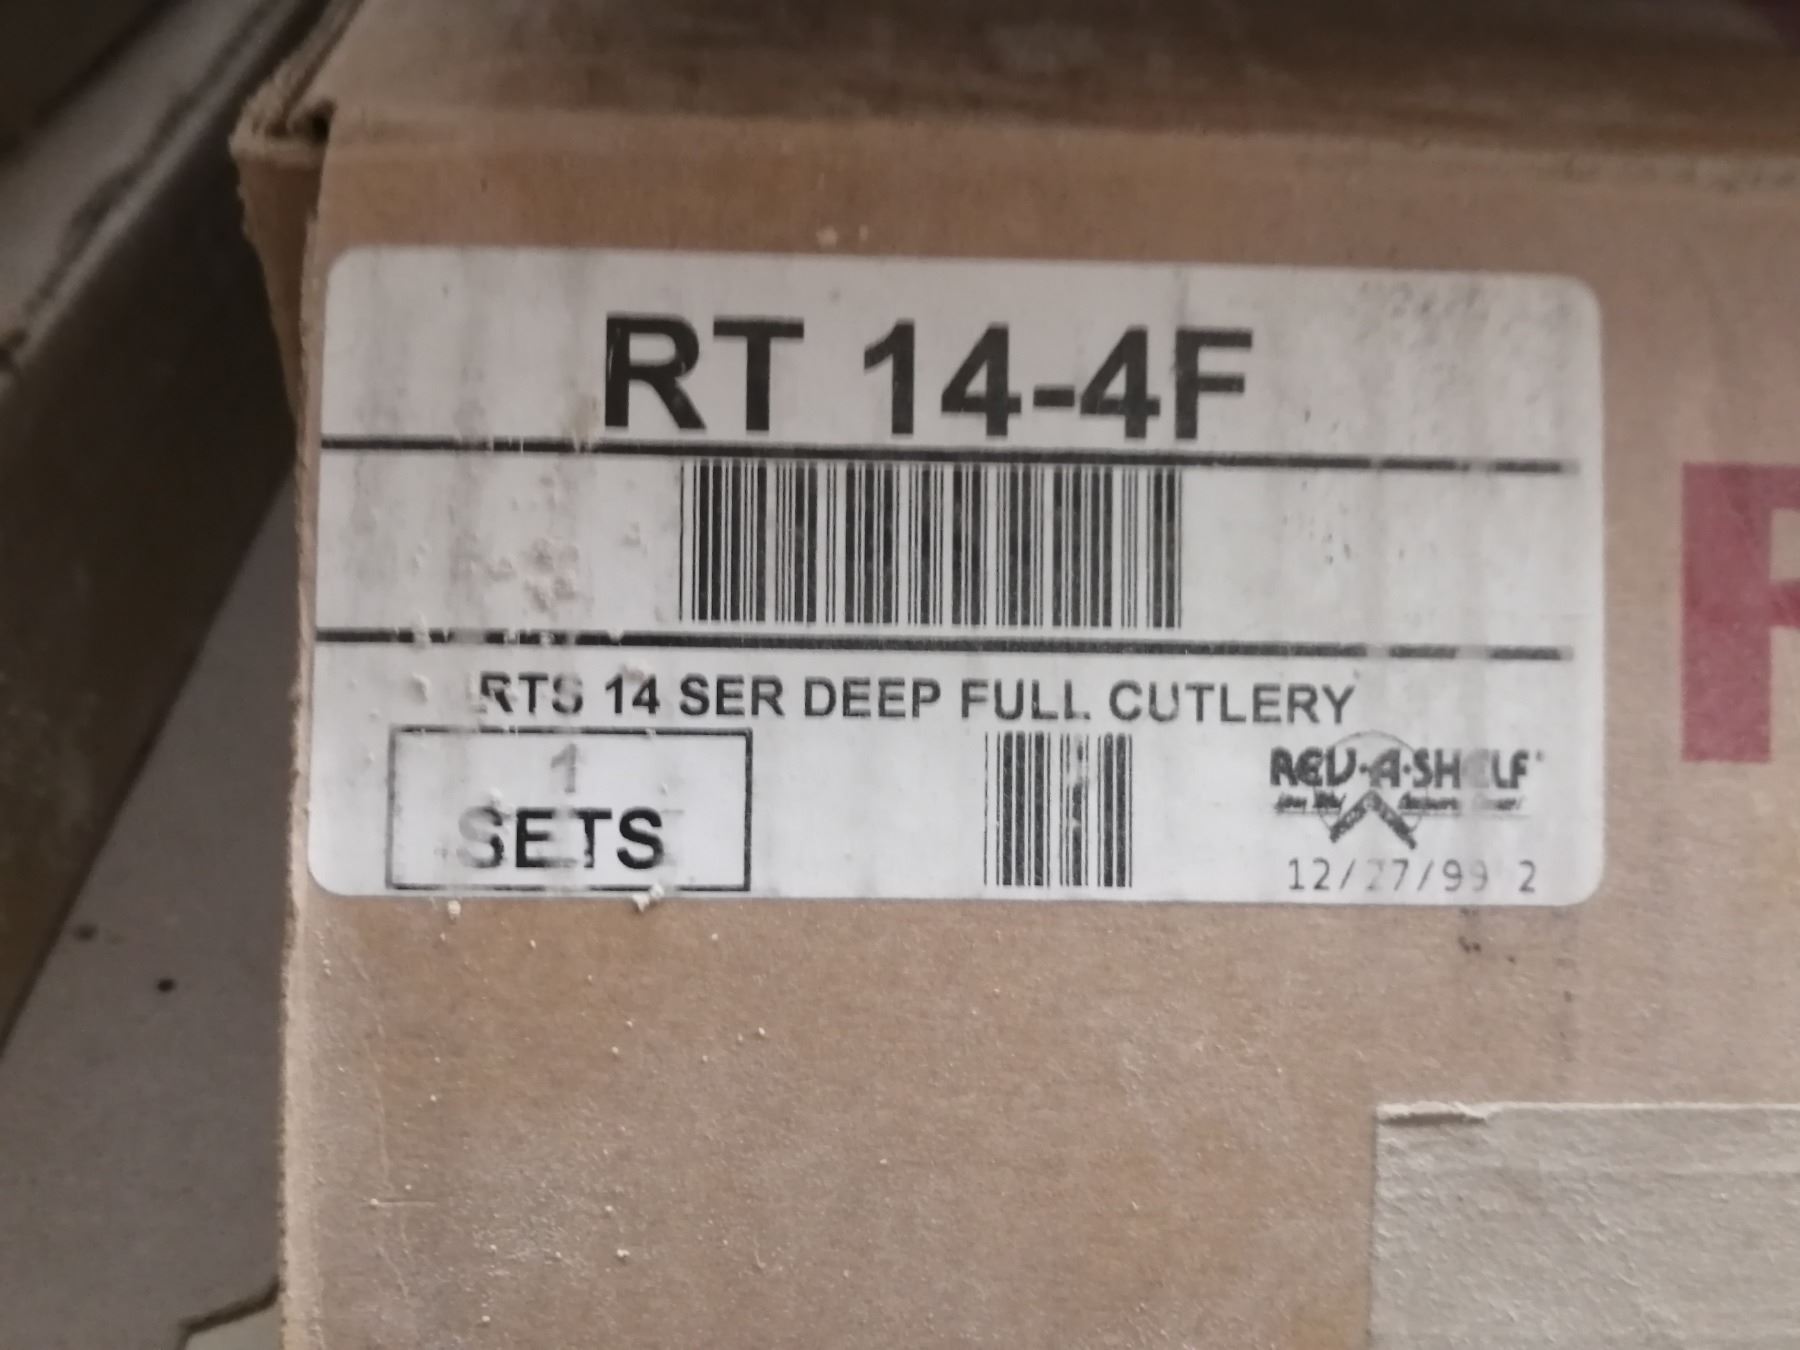 RT 14-4F
RTS 14 SER DEEP FULL CUTLERY
1
SETS
REV-A-SHELF
12/27/99 2